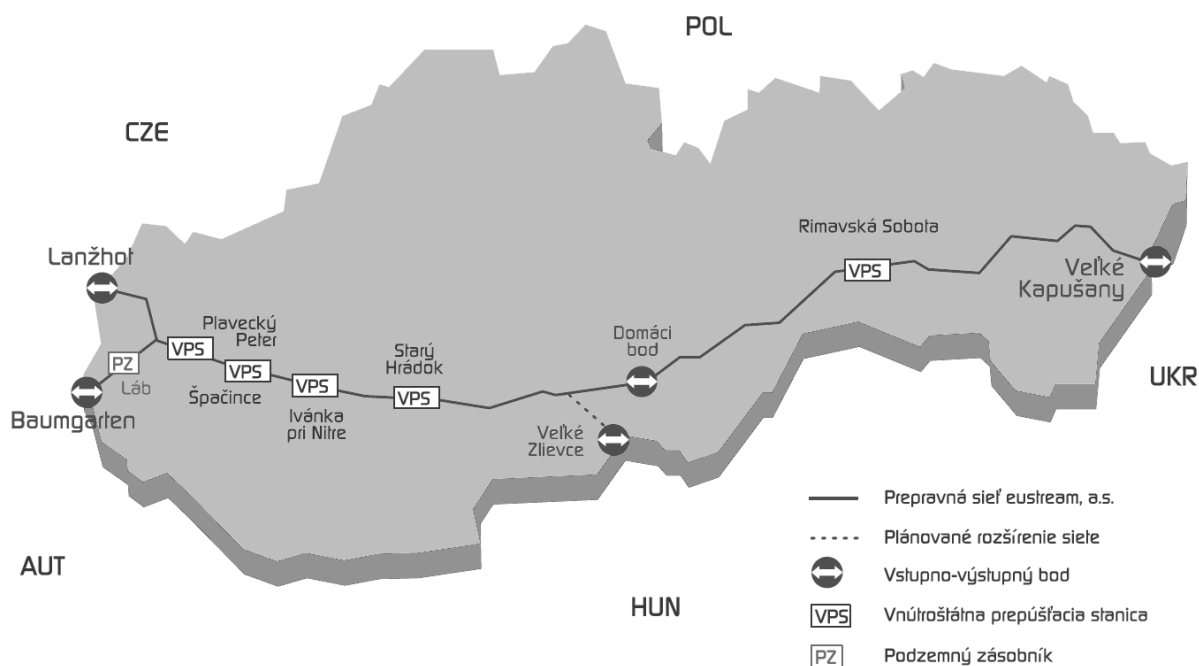 POL
CZE
Rimavská Sobota
Lanžhot
VPS
Veľké
Kapušany
Plavecký
Peter
Domáci
bod
VPS
Starý
Hrádok
PZ
VPS
UKR
Láb
VPS
VPS
Baumgarten
Špačince
Ivánka
pri Nitre
Veľké
Zlievce
Prepravná sieť eustream, a.s.
Plánované rozšírenie siete
AUT
Vstupno-výstupný bod
HUN
VPS Vnútroštátna prepúšťacia stanica
PZ Podzemný zásobník